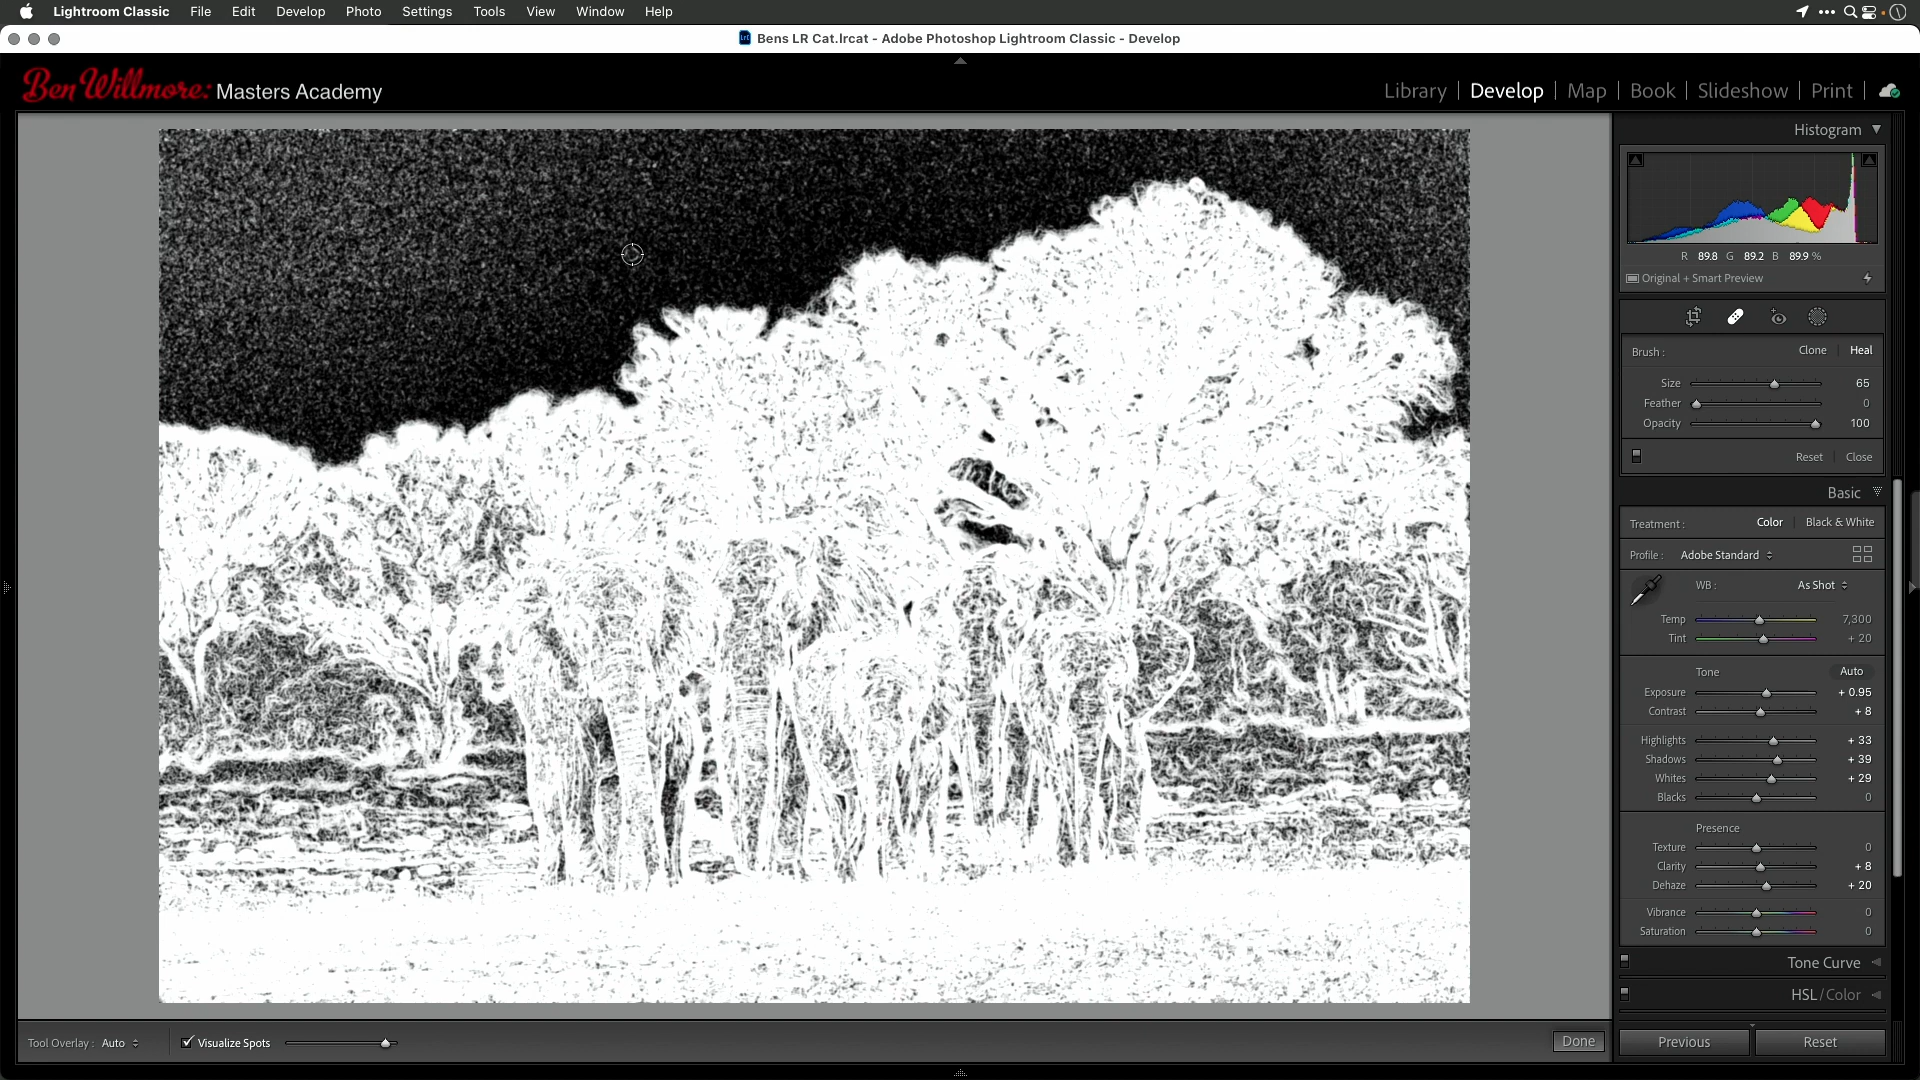 Lightroom Classic File Edit Develop Photo Settings Tools View Window Help
Bens LR Cat.lrcat - Adobe Photoshop Lightroom Classic - Develop
Ben Willmore: Masters Academy
Library | Develop | Map | Book | Slideshow | Print |
Histogram
R 89.8 G 89.2 B 89.9 %
Original + Smart Preview
Brush : Clone Heal
Size 65
Feather 0
Opacity 100
Reset Close
Basic
Treatment : Color Black & White
Profile : Adobe Standard
WB : As Shot
Temp 7,300
Tint + 20
Tone Auto
Exposure + 0.95
Contrast + 8
Highlights + 33
Shadows + 39
Whites + 29
Blacks 0
Presence
Texture 0
Clarity + 8
Dehaze + 20
Vibrance 0
Saturation 0
Tone Curve
HSL / Color
Tool Overlay : Auto Visualize Spots Done
Previous Reset